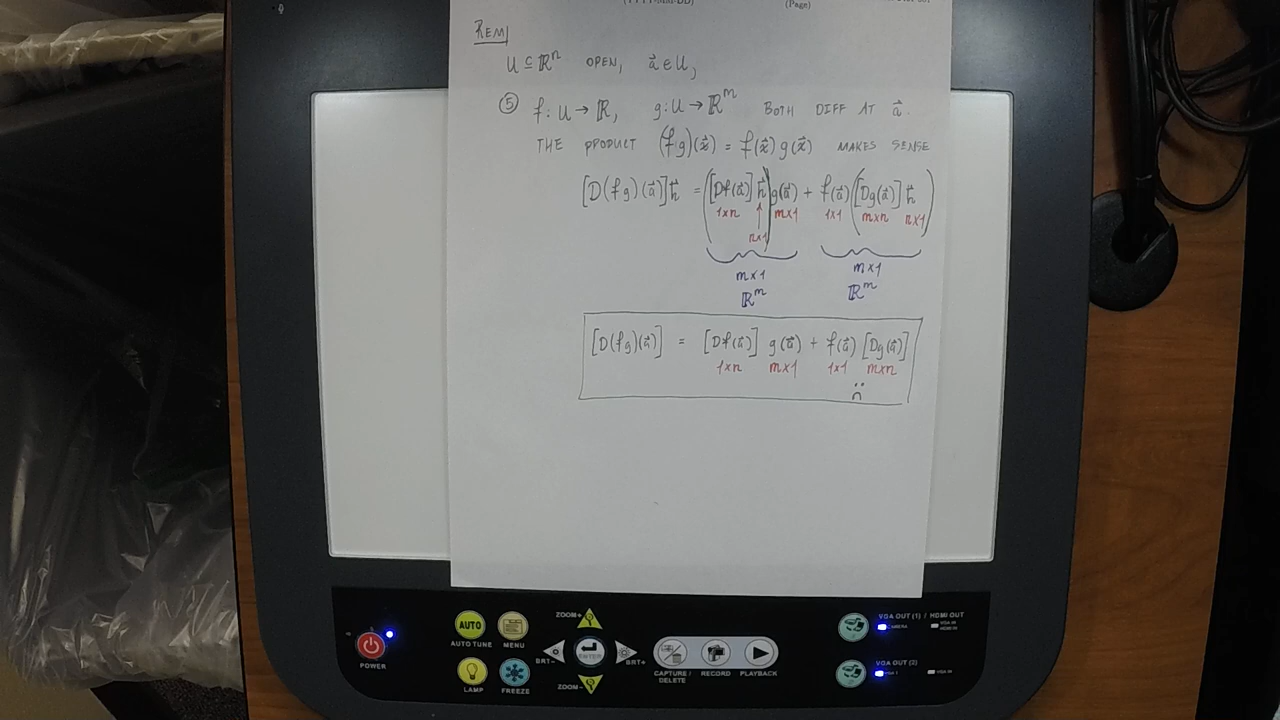 (Page)
REM
U ⊆ ℝⁿ OPEN, a⃗ ∈ U,
⑤ f: U → ℝ, g: U → ℝᵐ BOTH DIFF AT a⃗.
THE PRODUCT (fg)(x⃗) = f(x⃗) g(x⃗) MAKES SENSE
[D(fg)(a⃗)]h⃗ = ([Df(a⃗)] h⃗) g(a⃗) + f(a⃗) ([Dg(a⃗)] h⃗)
1×n m×1 1×1 m×n n×1
n×1
m×1 m×1
ℝᵐ ℝᵐ
[D(fg)(a⃗)] = [Df(a⃗)] g(a⃗) + f(a⃗) [Dg(a⃗)]
1×n m×1 1×1 m×n
ZOOM+ VGA OUT (1) / HDMI OUT
CAMERA
AUTO
AUTO TUNE MENU
ENTER
POWER
BRT- BRT+
CAPTURE / DELETE RECORD PLAYBACK
VGA OUT (2)
LAMP FREEZE
ZOOM-